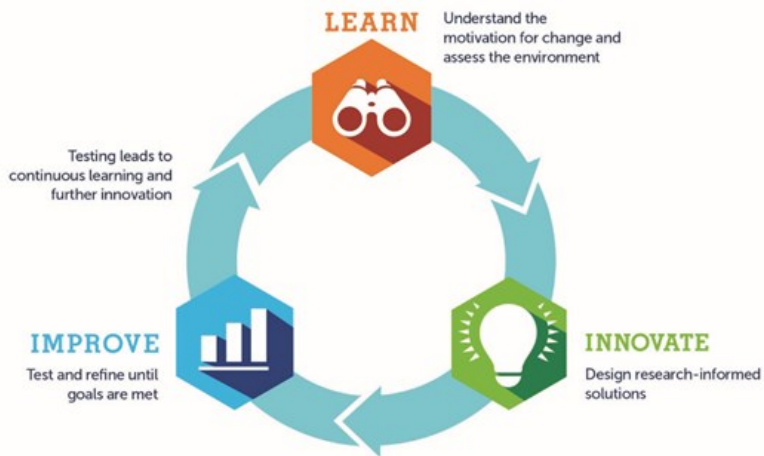 LEARN
Understand the
motivation for change and
assess the environment
Testing leads to
continuous learning and
further innovation
IMPROVE
Test and refine until
goals are met
INNOVATE
Design research-informed
solutions